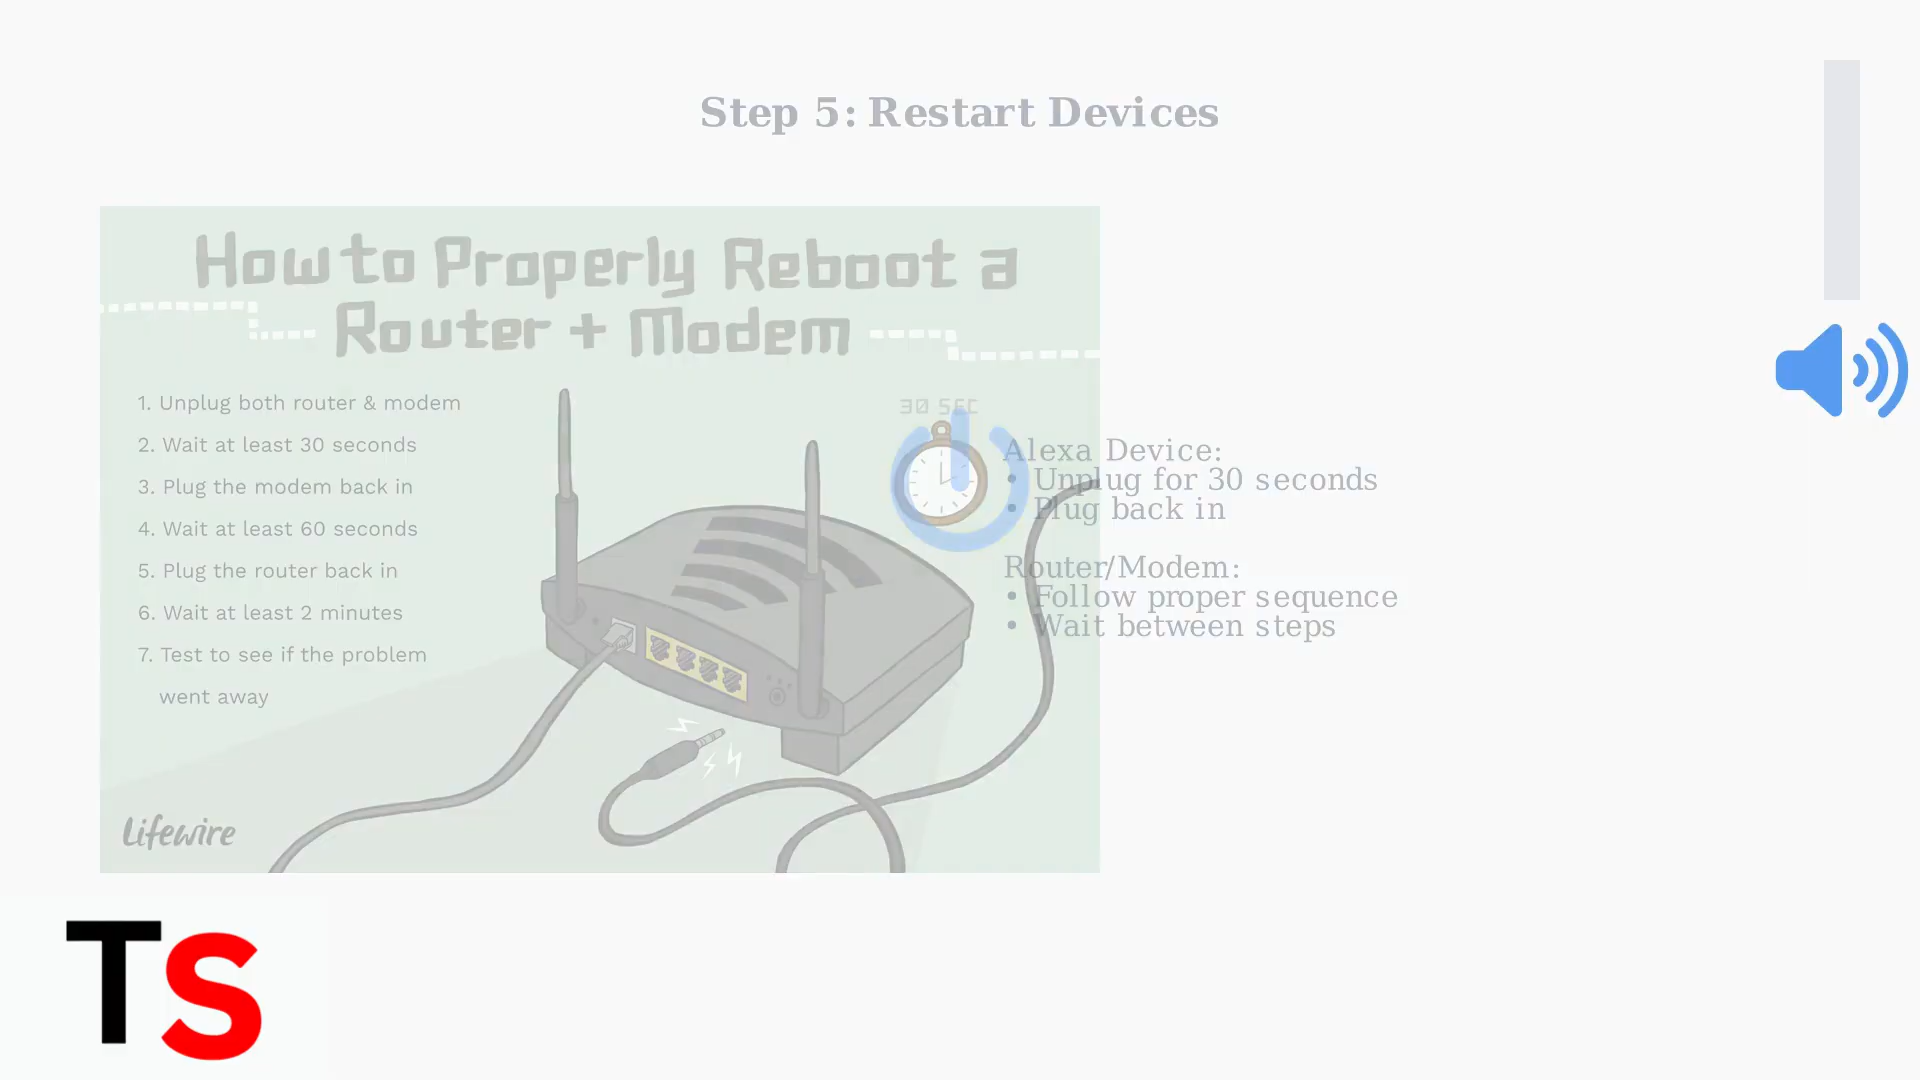 Step 5: Restart Devices
How to Properly Reboot a
Router + Modem
1. Unplug both router & modem
2. Wait at least 30 seconds
3. Plug the modem back in
4. Wait at least 60 seconds
5. Plug the router back in
6. Wait at least 2 minutes
7. Test to see if the problem
went away
30 SEC
Lifewire
Alexa Device:
• Unplug for 30 seconds
• Plug back in
Router/Modem:
• Follow proper sequence
• Wait between steps
TS